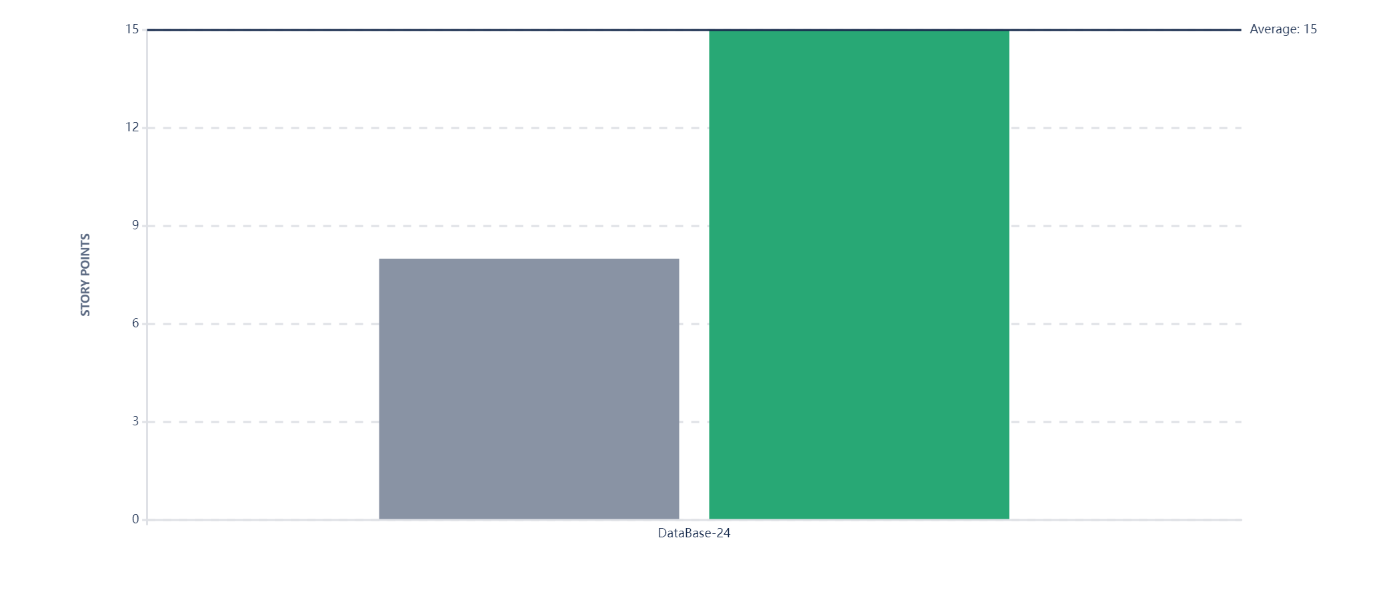 15
Average: 15
12
9
STORY POINTS
6
3
0
DataBase-24